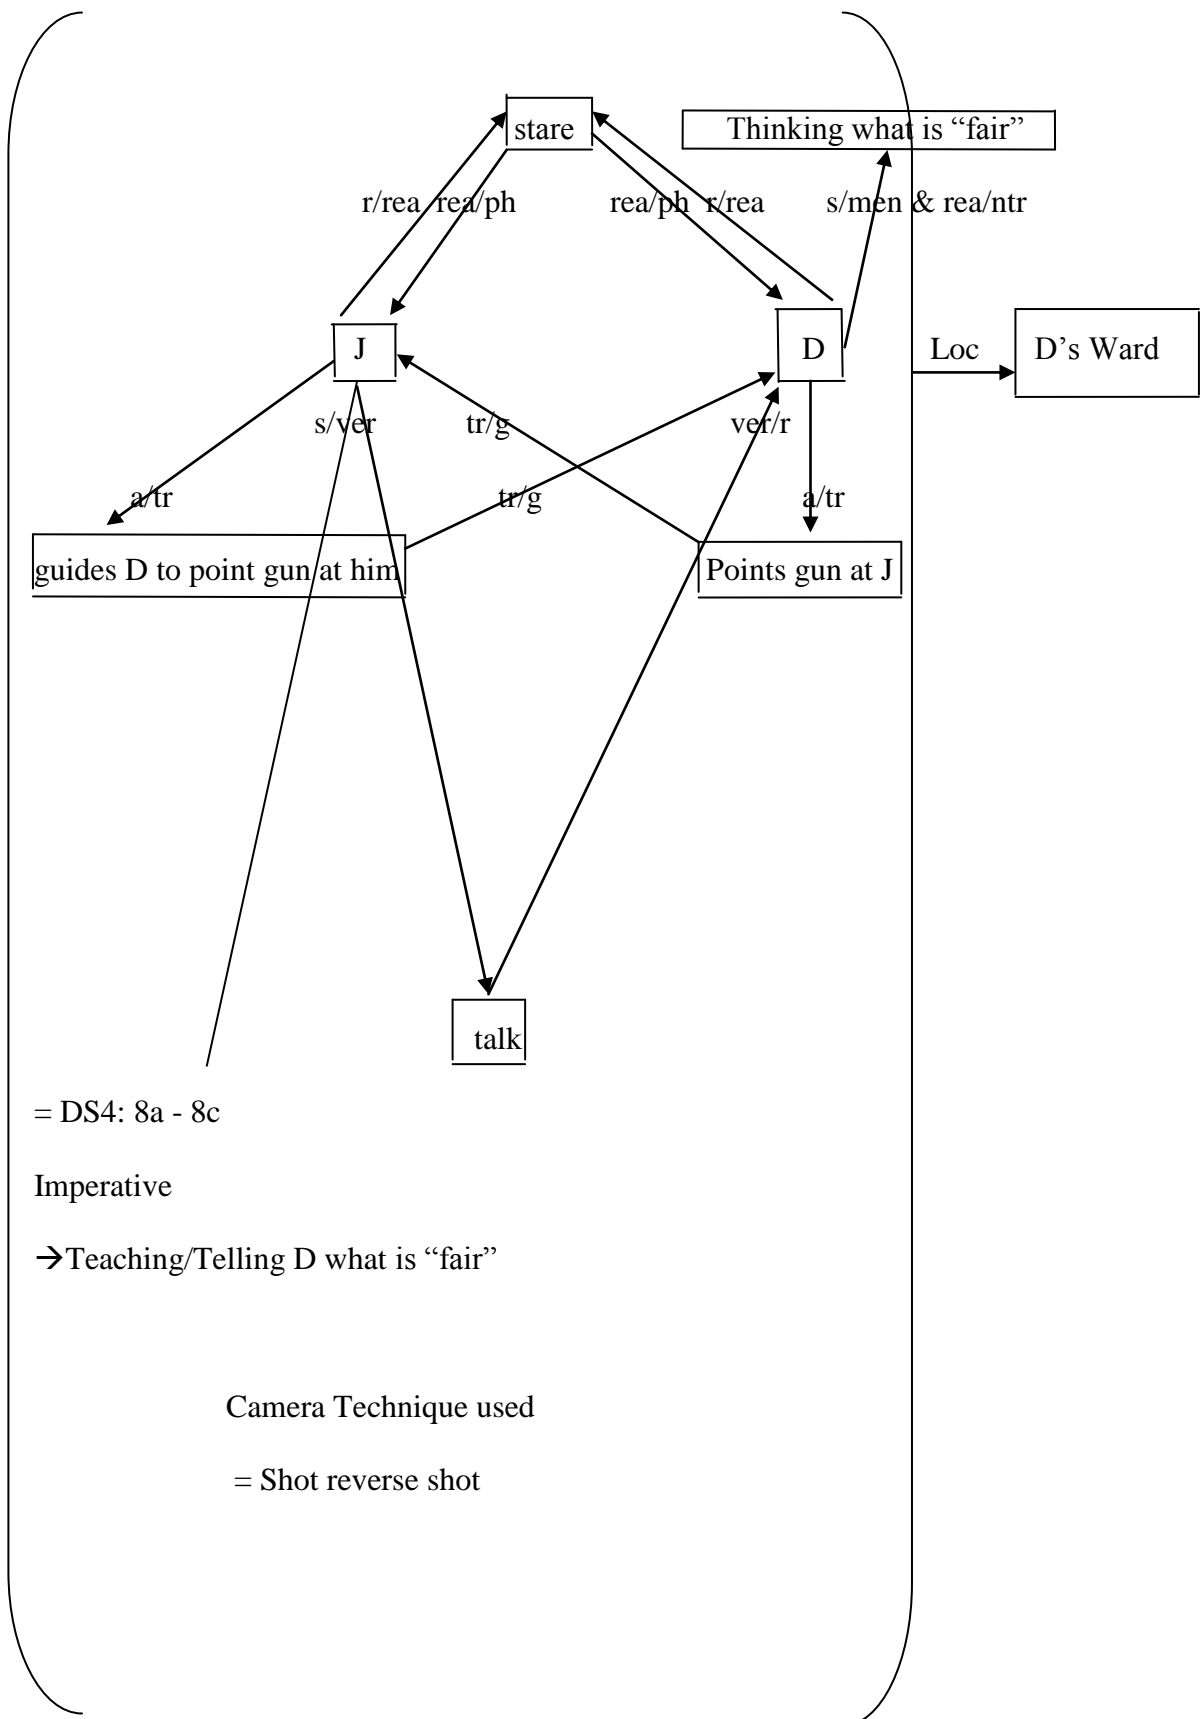 stare
Thinking what is “fair”
r/rea rea/ph rea/ph r/rea s/men & rea/ntr
J
D
Loc
D’s Ward
s/ver tr/g ver/r
a/tr tr/g a/tr
guides D to point gun at him
Points gun at J
talk
= DS4: 8a - 8c
Imperative
→Teaching/Telling D what is “fair”
Camera Technique used
= Shot reverse shot